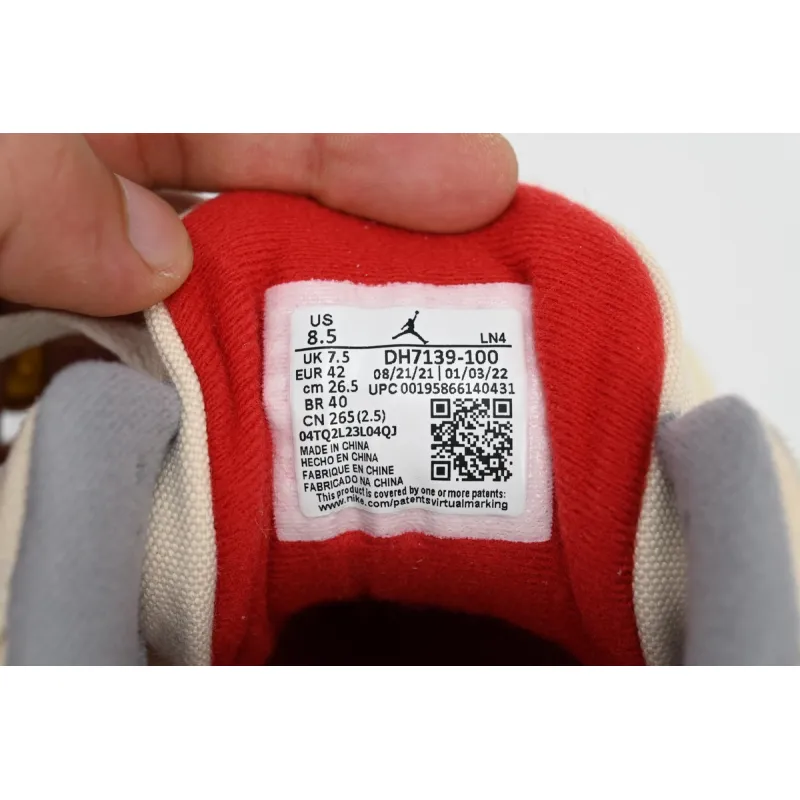 US
8.5
LN4
UK 7.5 DH7139-100
EUR 42 08/21/21 | 01/03/22
cm 26.5 UPC 00195866140431
BR 40
CN 265(2.5)
04TQ2L23L04QJ
MADE IN CHINA
HECHO EN CHINA
FABRIQUE EN CHINE
FABRICADO NA CHINA
This product is covered by one or more patents:
www.nike.com/patentsvirtualmarking